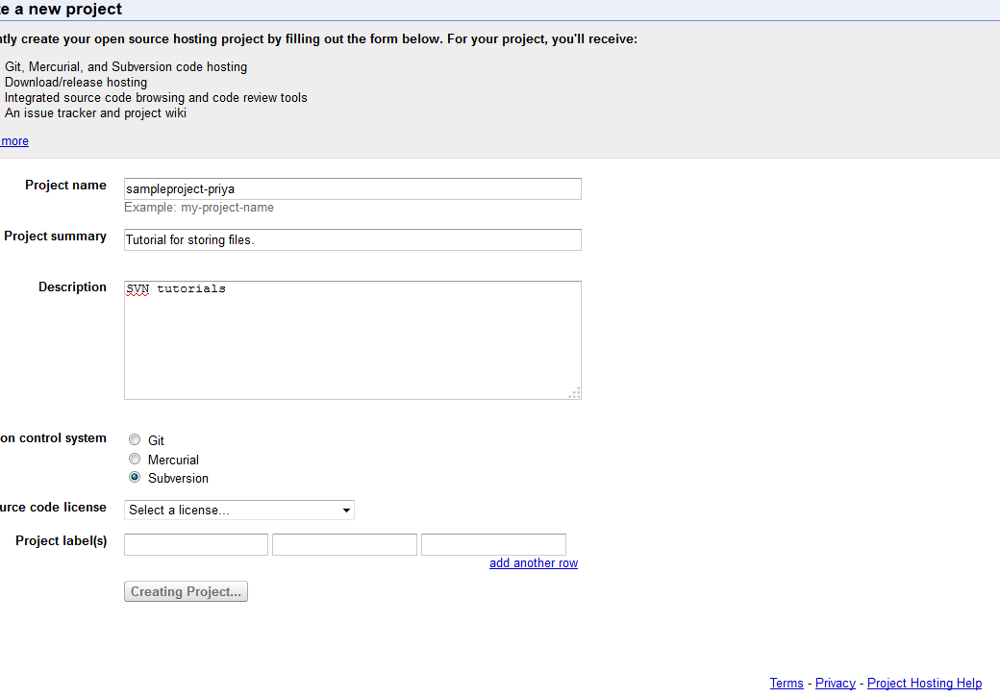 e a new project
ntly create your open source hosting project by filling out the form below. For your project, you'll receive:
Git, Mercurial, and Subversion code hosting
Download/release hosting
Integrated source code browsing and code review tools
An issue tracker and project wiki
more
Project name
sampleproject-priya
Example: my-project-name
Project summary
Tutorial for storing files.
Description
SVN tutorials
on control system
Git
Mercurial
Subversion
urce code license
Select a license...
Project label(s)
add another row
Creating Project...
Terms - Privacy - Project Hosting Help